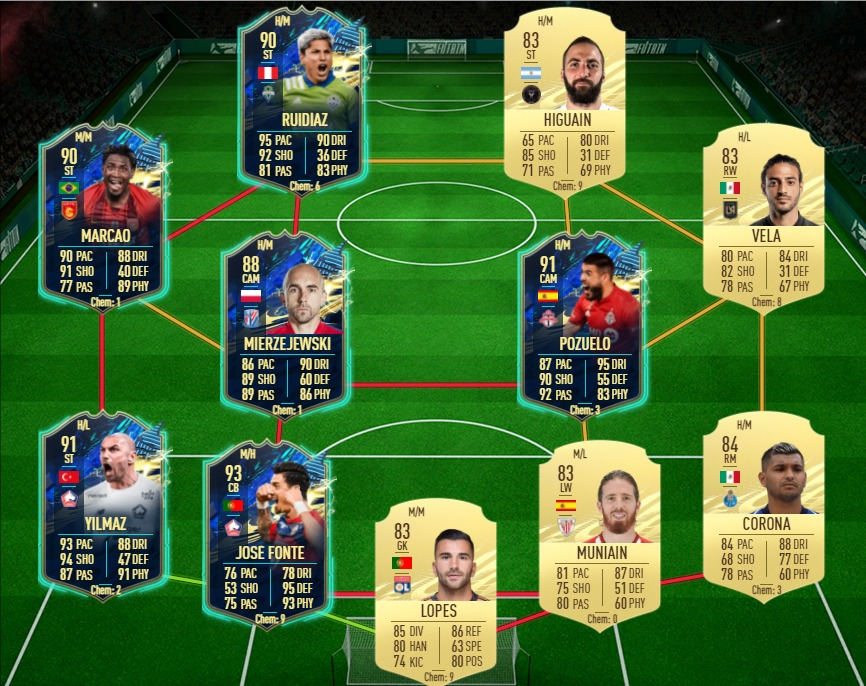 H/M
90
ST
RUIDIAZ
95 PAC 90 DRI
92 SHO 36 DEF
81 PAS 83 PHY
Chem: 6
H/M
83
ST
HIGUAIN
65 PAC 80 DRI
85 SHO 31 DEF
71 PAS 69 PHY
Chem: 9
M/M
90
ST
MARCAO
90 PAC 88 DRI
91 SHO 40 DEF
77 PAS 89 PHY
Chem: 1
H/L
83
RW
VELA
80 PAC 84 DRI
82 SHO 31 DEF
78 PAS 67 PHY
Chem: 8
H/M
88
CAM
MIERZEJEWSKI
86 PAC 90 DRI
89 SHO 60 DEF
89 PAS 86 PHY
Chem: 1
H/M
91
CAM
POZUELO
87 PAC 95 DRI
90 SHO 55 DEF
92 PAS 83 PHY
Chem: 3
H/L
91
ST
YILMAZ
93 PAC 88 DRI
94 SHO 47 DEF
87 PAS 91 PHY
Chem: 2
M/H
93
CB
JOSE FONTE
76 PAC 78 DRI
53 SHO 95 DEF
75 PAS 93 PHY
Chem: 9
M/M
83
GK
LOPES
85 DIV 86 REF
80 HAN 63 SPE
74 KIC 80 POS
Chem: 9
M/L
83
LW
MUNIAIN
81 PAC 87 DRI
75 SHO 51 DEF
80 PAS 60 PHY
Chem: 0
H/M
84
RM
CORONA
84 PAC 88 DRI
68 SHO 77 DEF
78 PAS 60 PHY
Chem: 3
FUTBIN